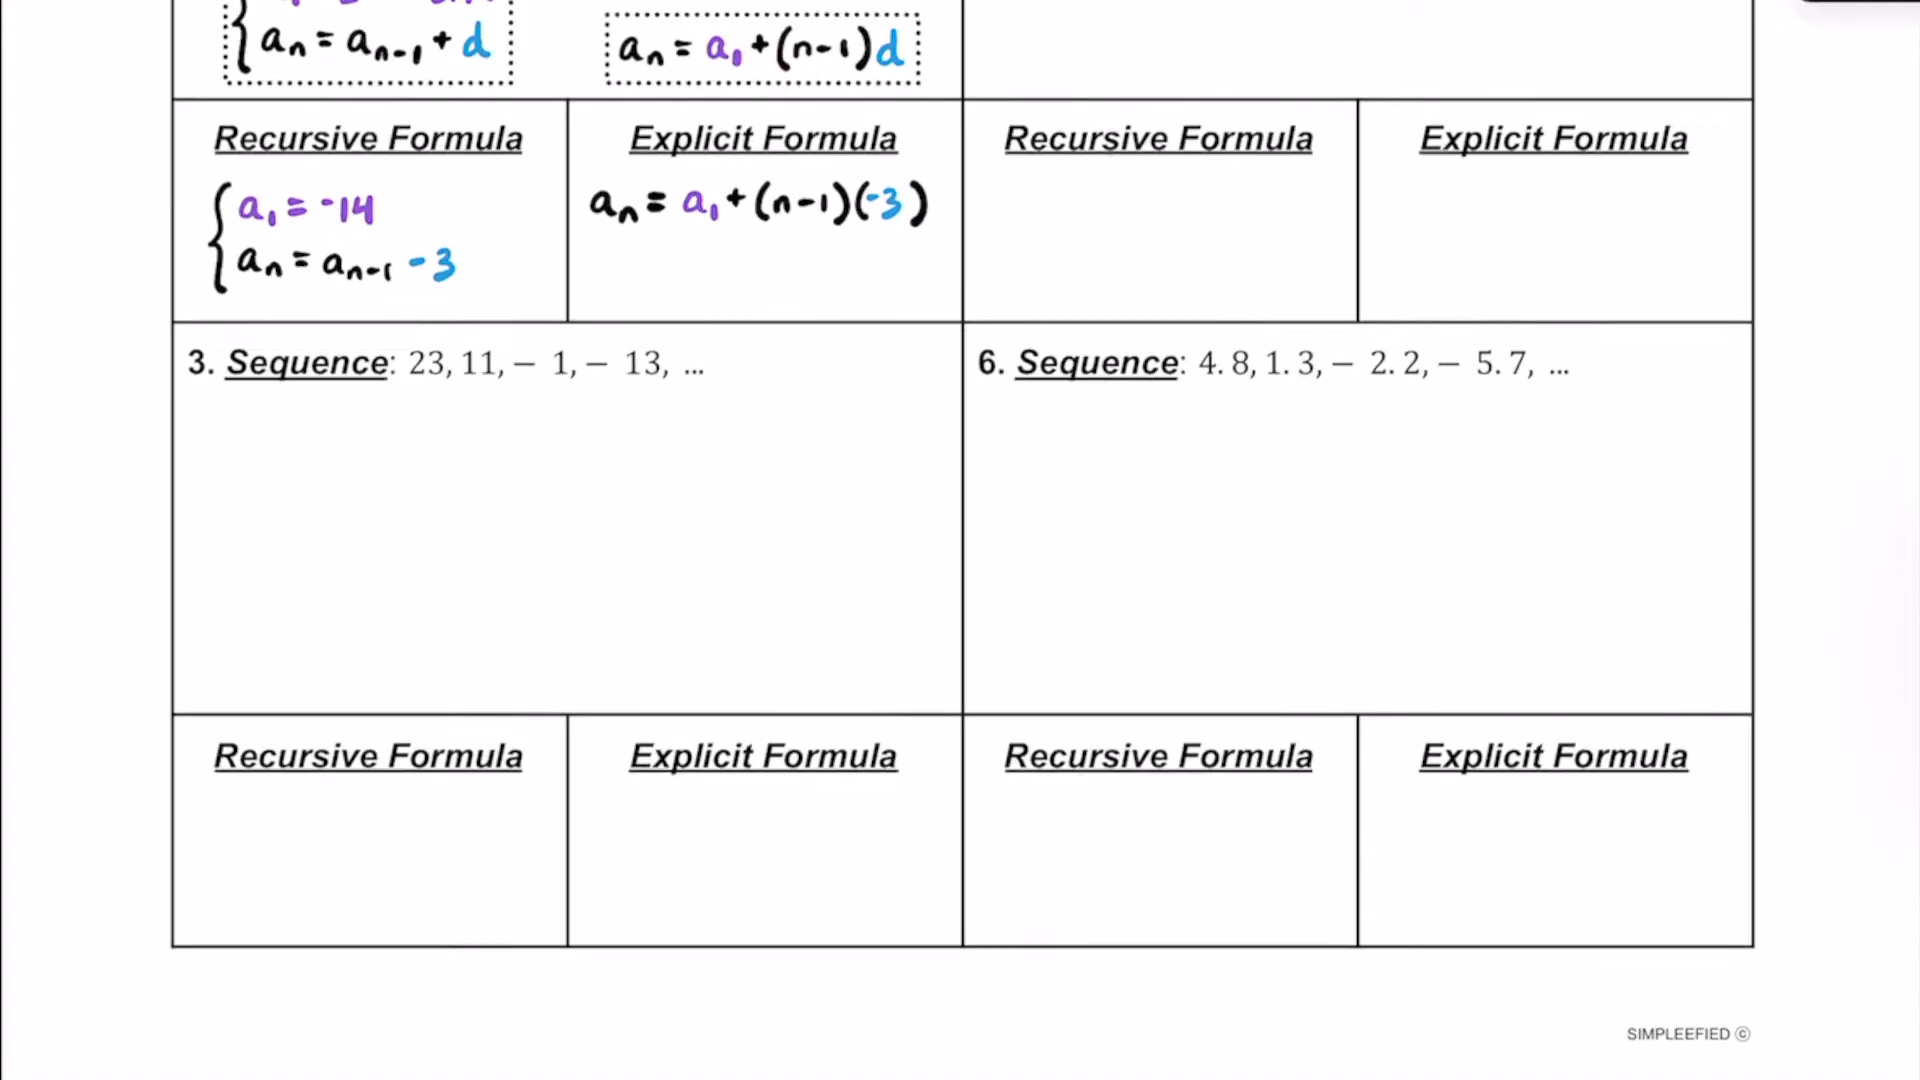 aₙ = aₙ₋₁ + d
aₙ = a₁ + (n-1)d
Recursive Formula
a₁ = -14
aₙ = aₙ₋₁ -3
Explicit Formula
aₙ = a₁ + (n-1)(-3)
Recursive Formula
Explicit Formula
3. Sequence: 23, 11, − 1, − 13, ...
6. Sequence: 4. 8, 1. 3, − 2. 2, − 5. 7, ...
Recursive Formula
Explicit Formula
Recursive Formula
Explicit Formula
SIMPLEEFIED ©